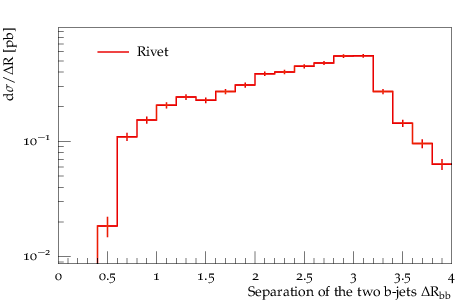 Rivet
dσ/ΔR [pb]
10⁻¹
10⁻²
0 0.5 1 1.5 2 2.5 3 3.5 4
Separation of the two b-jets ΔR_bb